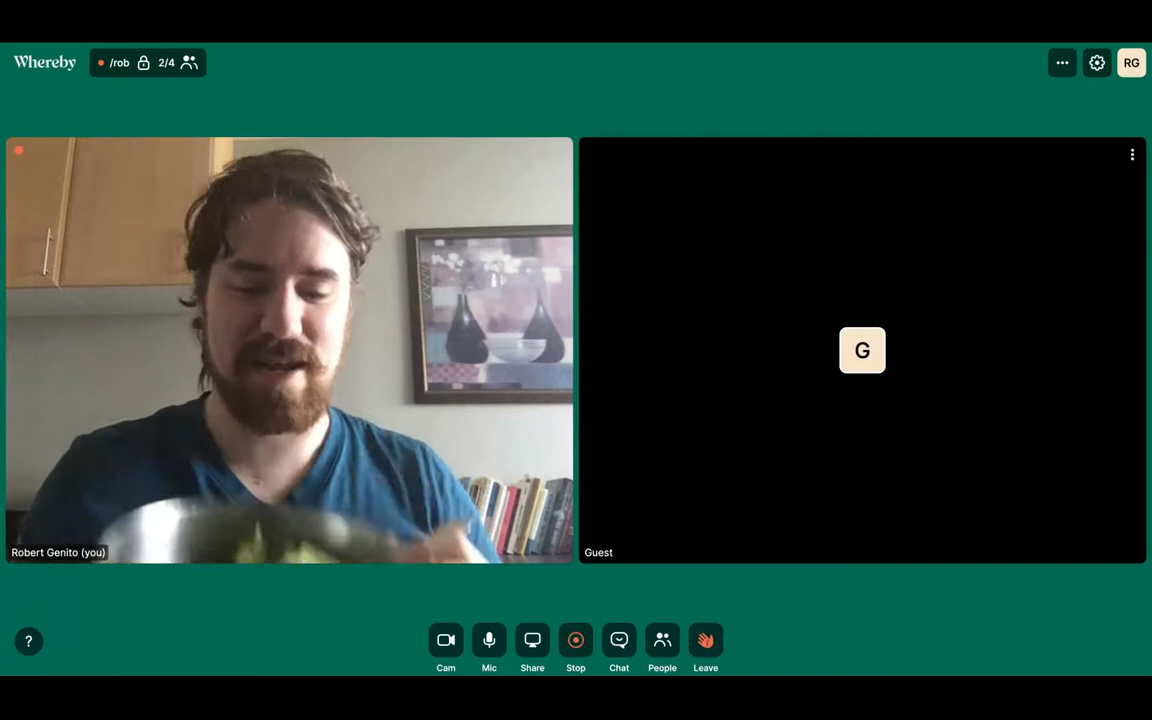 Whereby
/rob 2/4
RG
G
Robert Genito (you)
Guest
?
Cam Mic Share Stop Chat People Leave